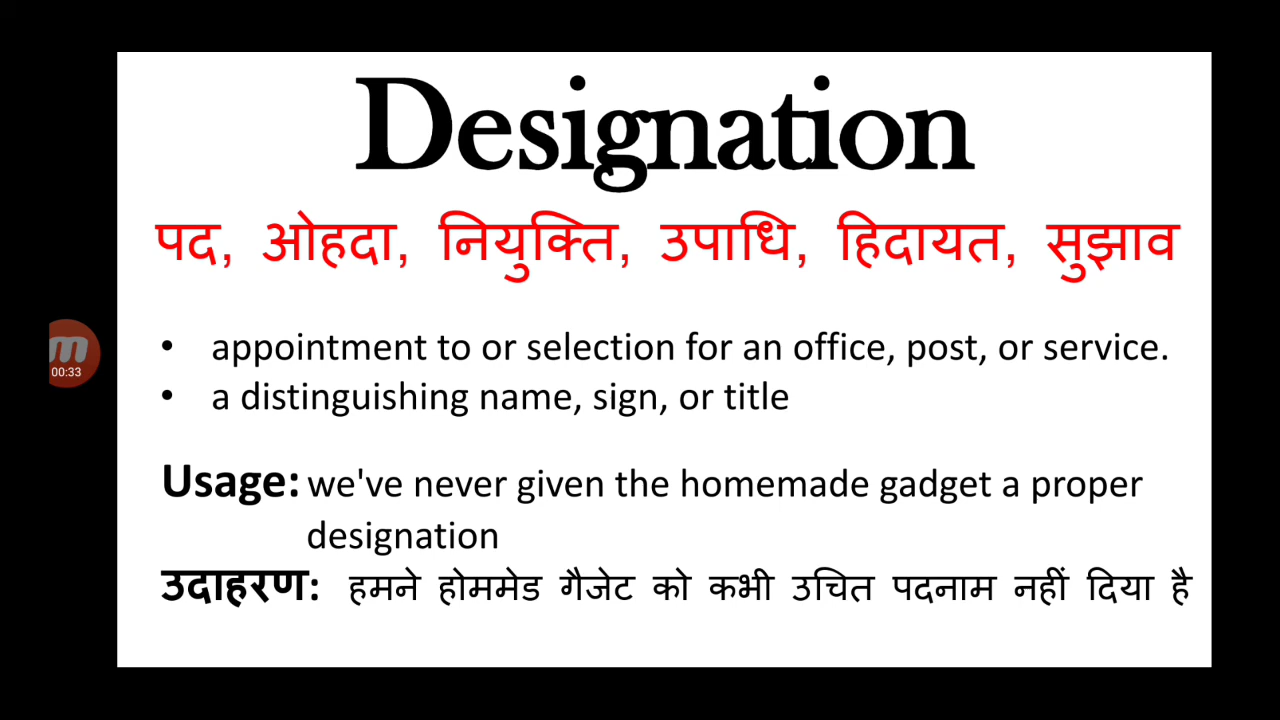 Designation
पद, ओहदा, नियुक्ति, उपाधि, हिदायत, सुझाव
• appointment to or selection for an office, post, or service.
• a distinguishing name, sign, or title
Usage: we've never given the homemade gadget a proper
designation
उदाहरण: हमने होममेड गैजेट को कभी उचित पदनाम नहीं दिया है
m
00:33